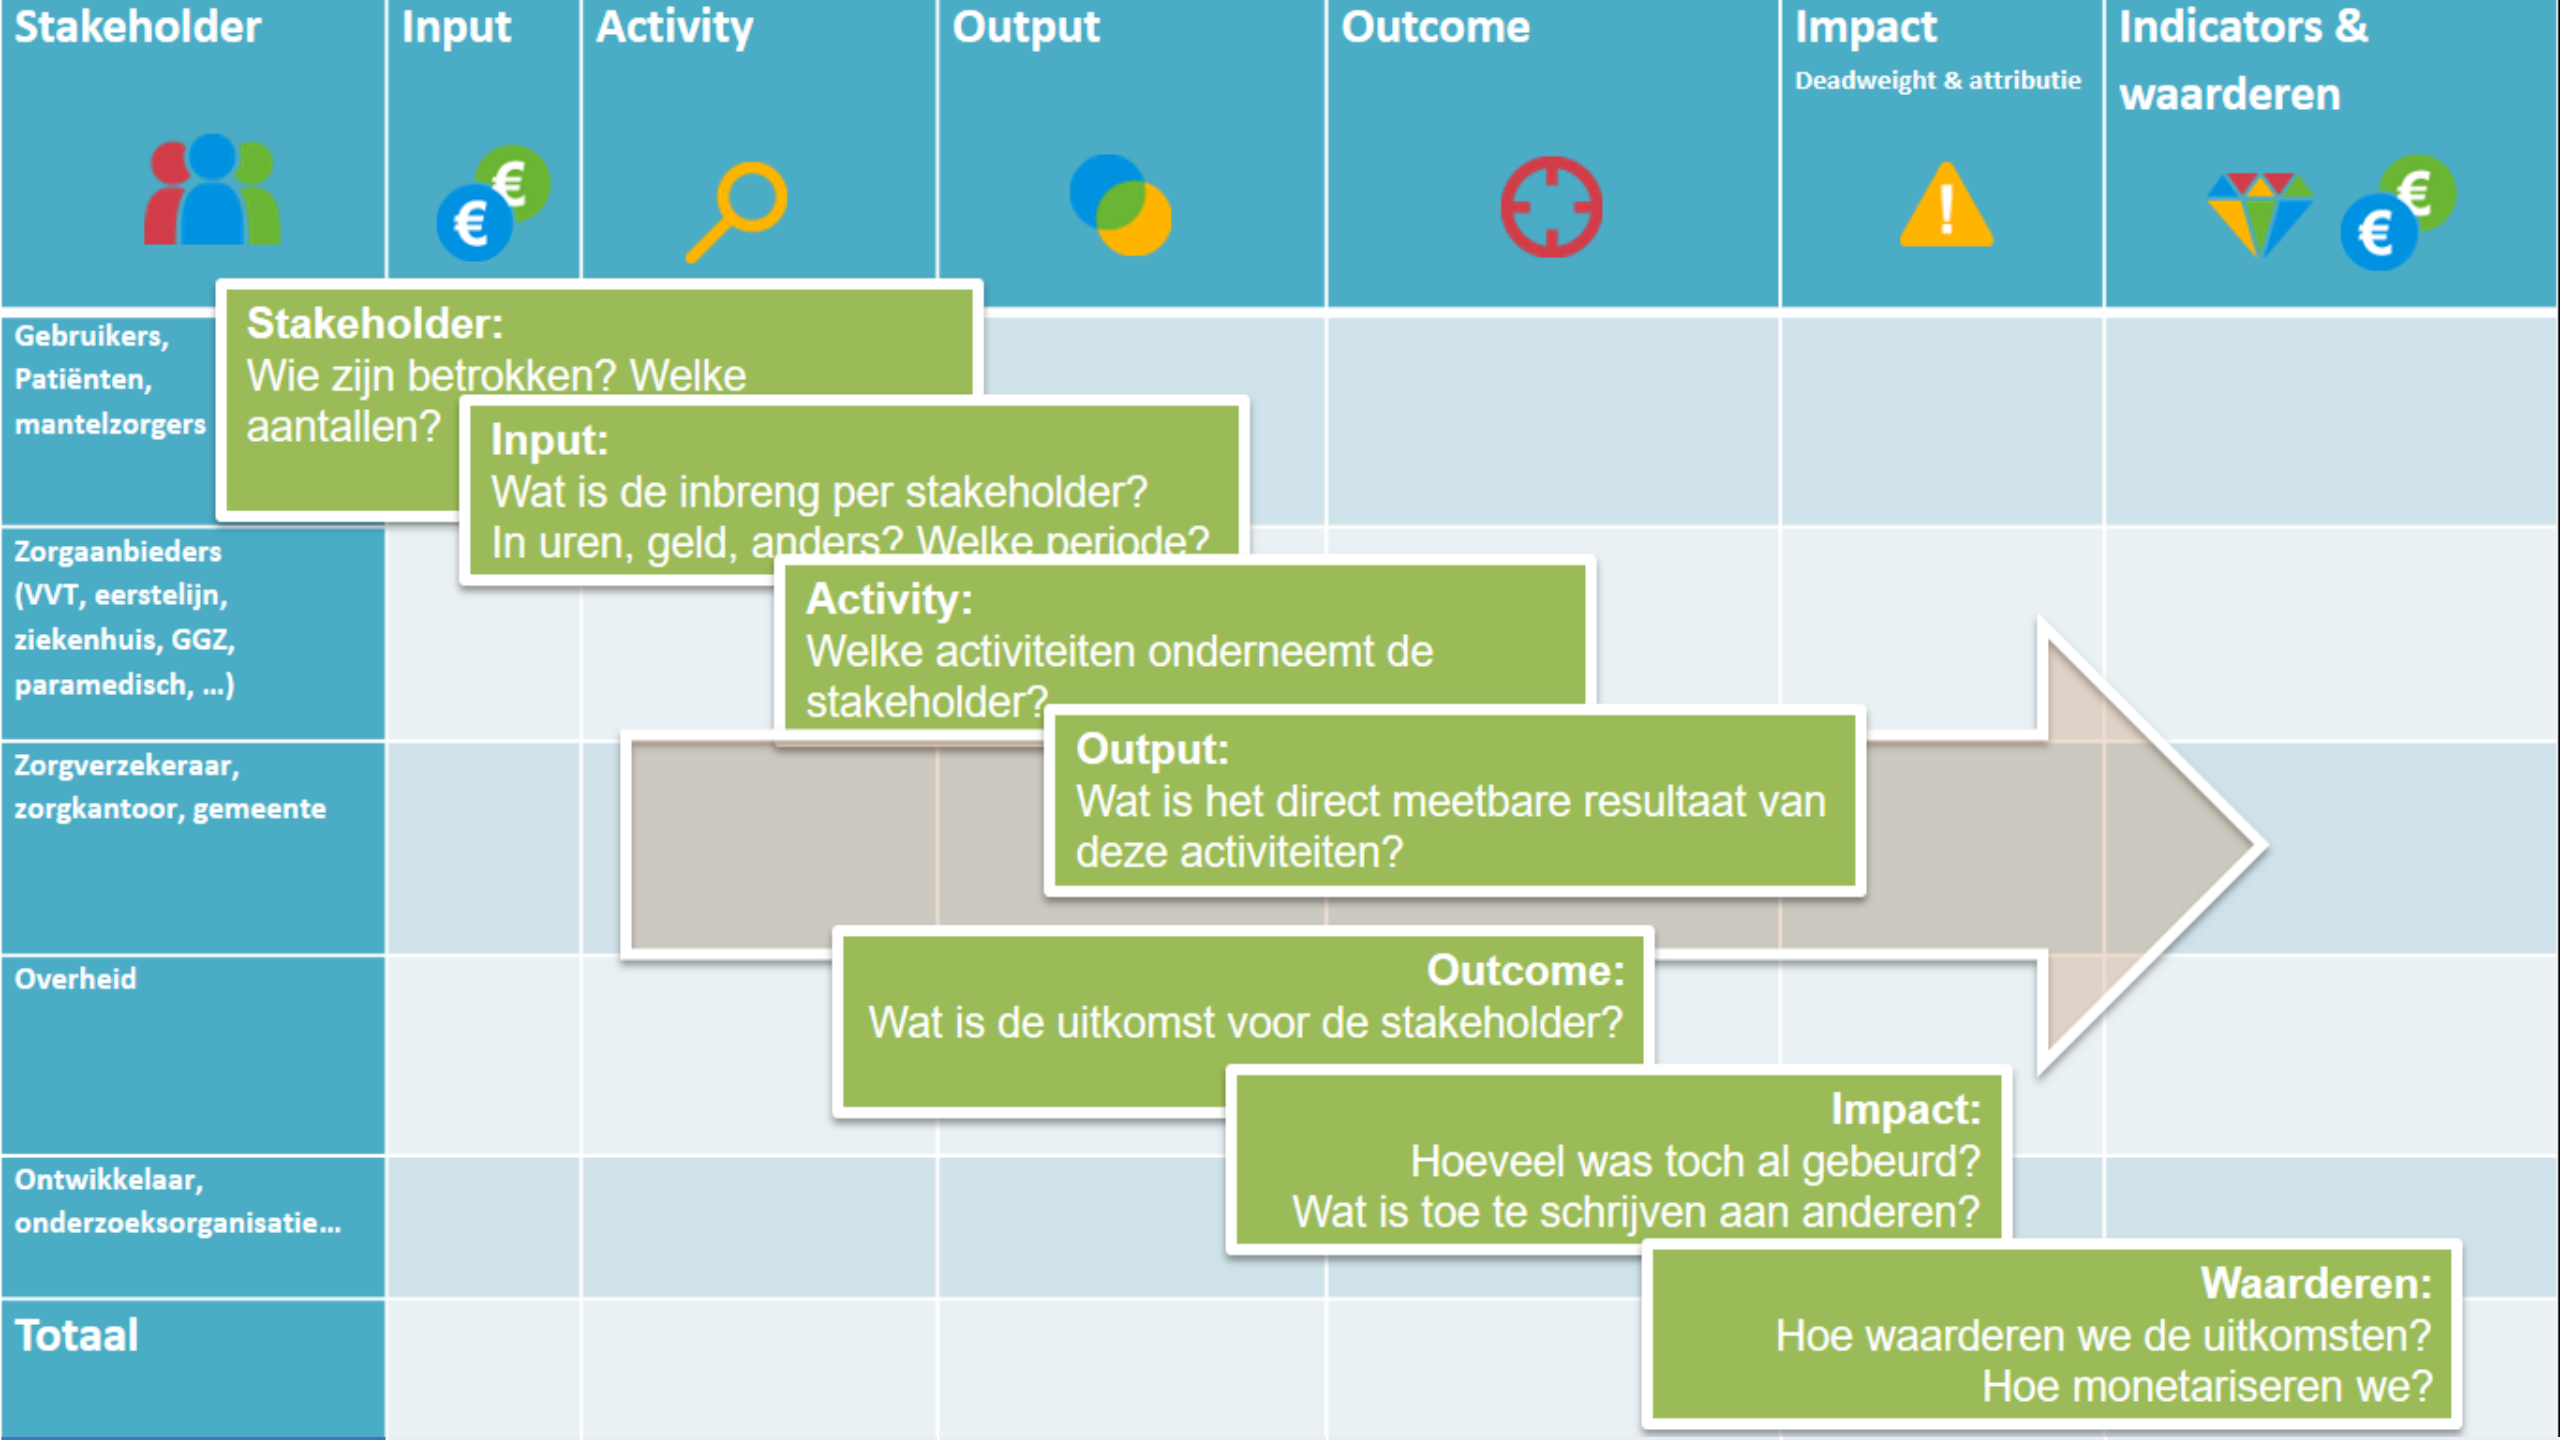 Stakeholder
Input
Activity
Output
Outcome
Impact
Deadweight & attributie
Indicators &
waarderen
€
€
!
€
€
Gebruikers,
Patiënten,
mantelzorgers
Zorgaanbieders
(VVT, eerstelijn,
ziekenhuis, GGZ,
paramedisch, ...)
Zorgverzekeraar,
zorgkantoor, gemeente
Overheid
Ontwikkelaar,
onderzoeksorganisatie...
Totaal
Stakeholder:
Wie zijn betrokken? Welke
aantallen?
Input:
Wat is de inbreng per stakeholder?
In uren, geld, anders? Welke periode?
Activity:
Welke activiteiten onderneemt de
stakeholder?
Output:
Wat is het direct meetbare resultaat van
deze activiteiten?
Outcome:
Wat is de uitkomst voor de stakeholder?
Impact:
Hoeveel was toch al gebeurd?
Wat is toe te schrijven aan anderen?
Waarderen:
Hoe waarderen we de uitkomsten?
Hoe monetariseren we?